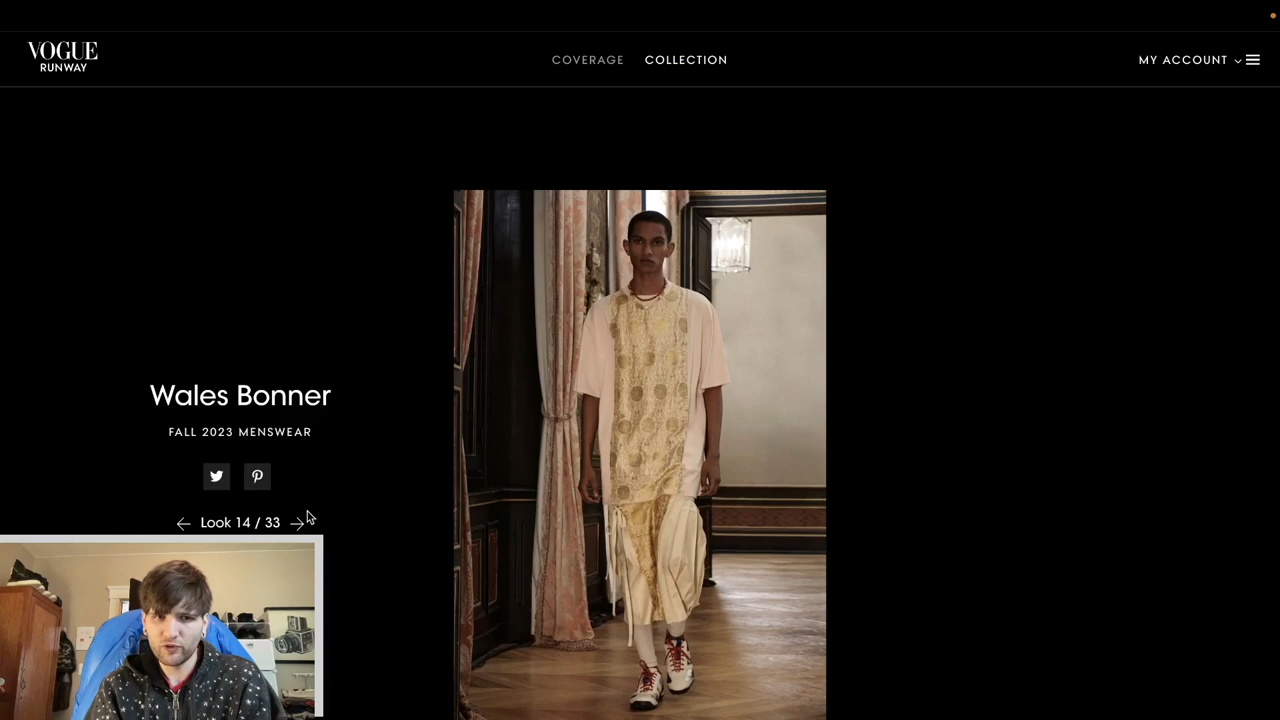 VOGUE
RUNWAY
COVERAGE COLLECTION
MY ACCOUNT
Wales Bonner
FALL 2023 MENSWEAR
Look 14 / 33